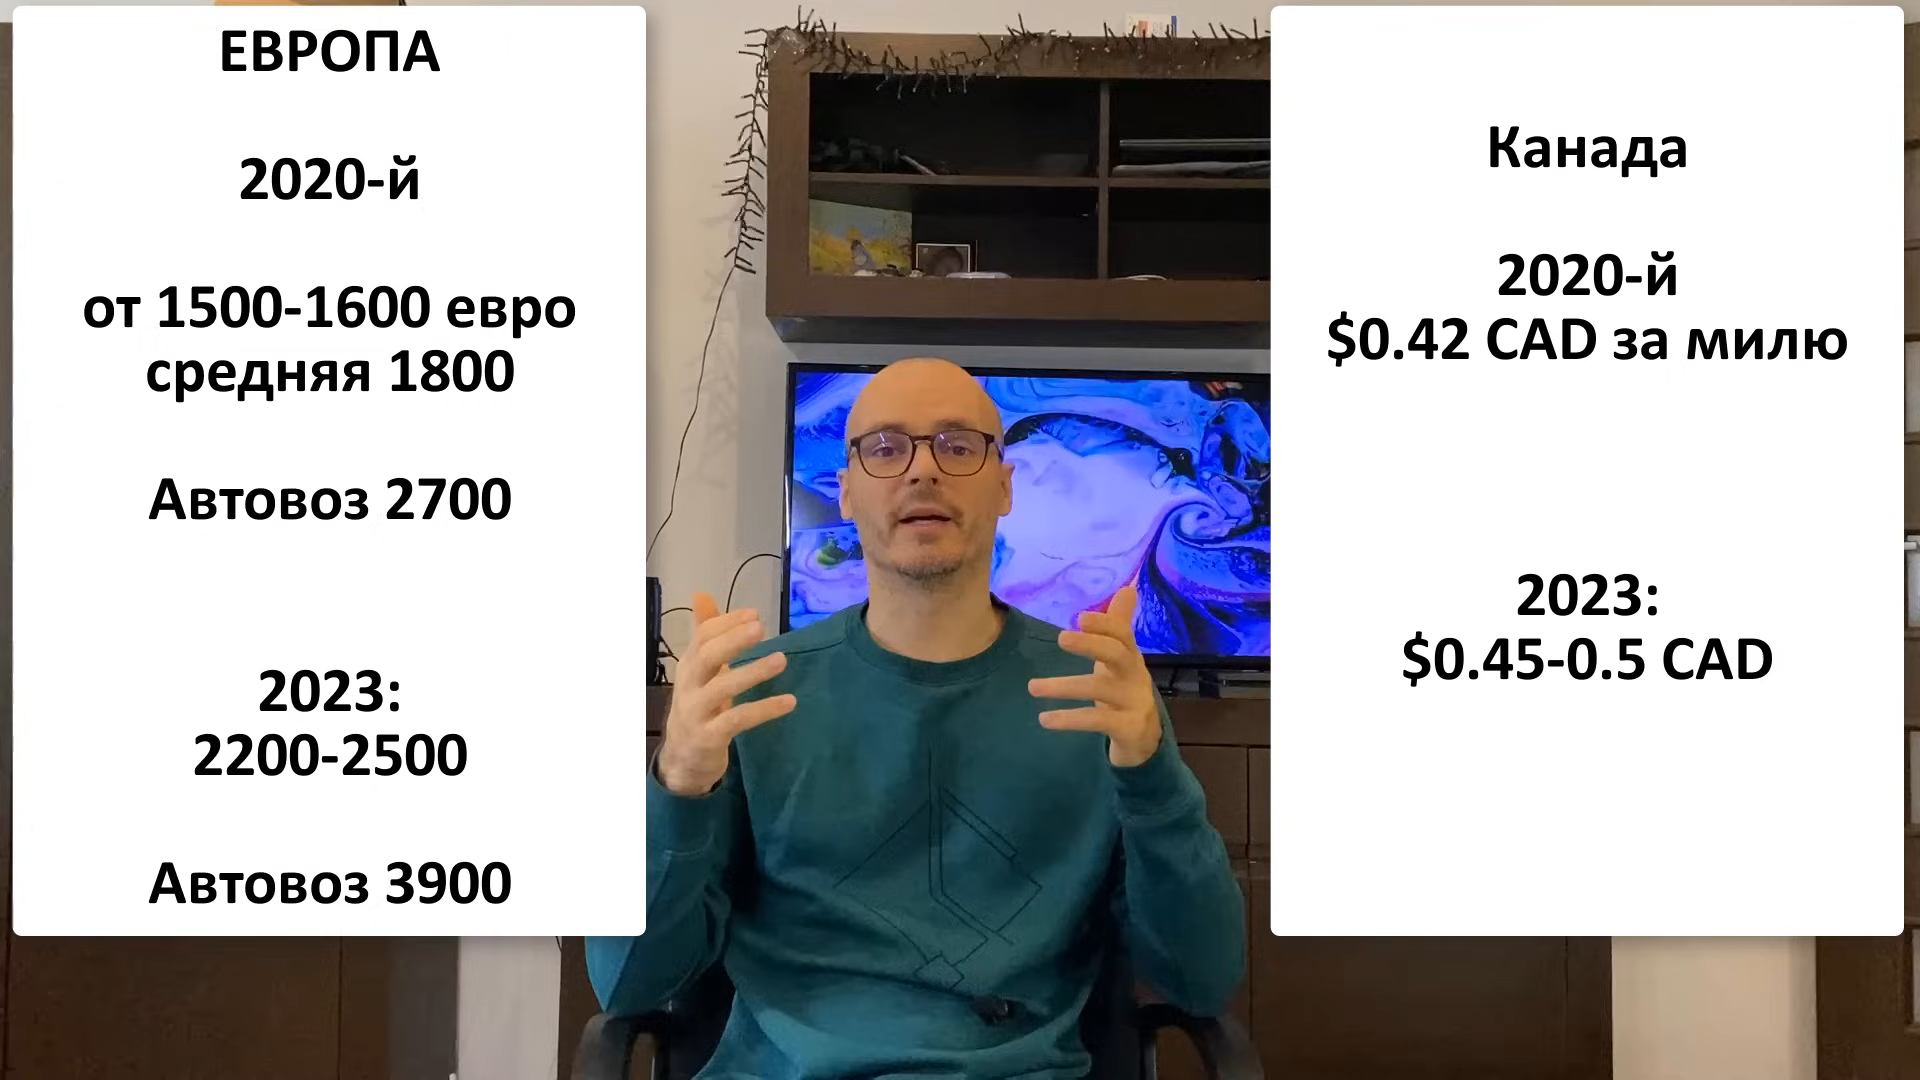 ЕВРОПА
2020-й
от 1500-1600 евро
средняя 1800
Автовоз 2700
2023:
2200-2500
Автовоз 3900
Канада
2020-й
$0.42 CAD за милю
2023:
$0.45-0.5 CAD